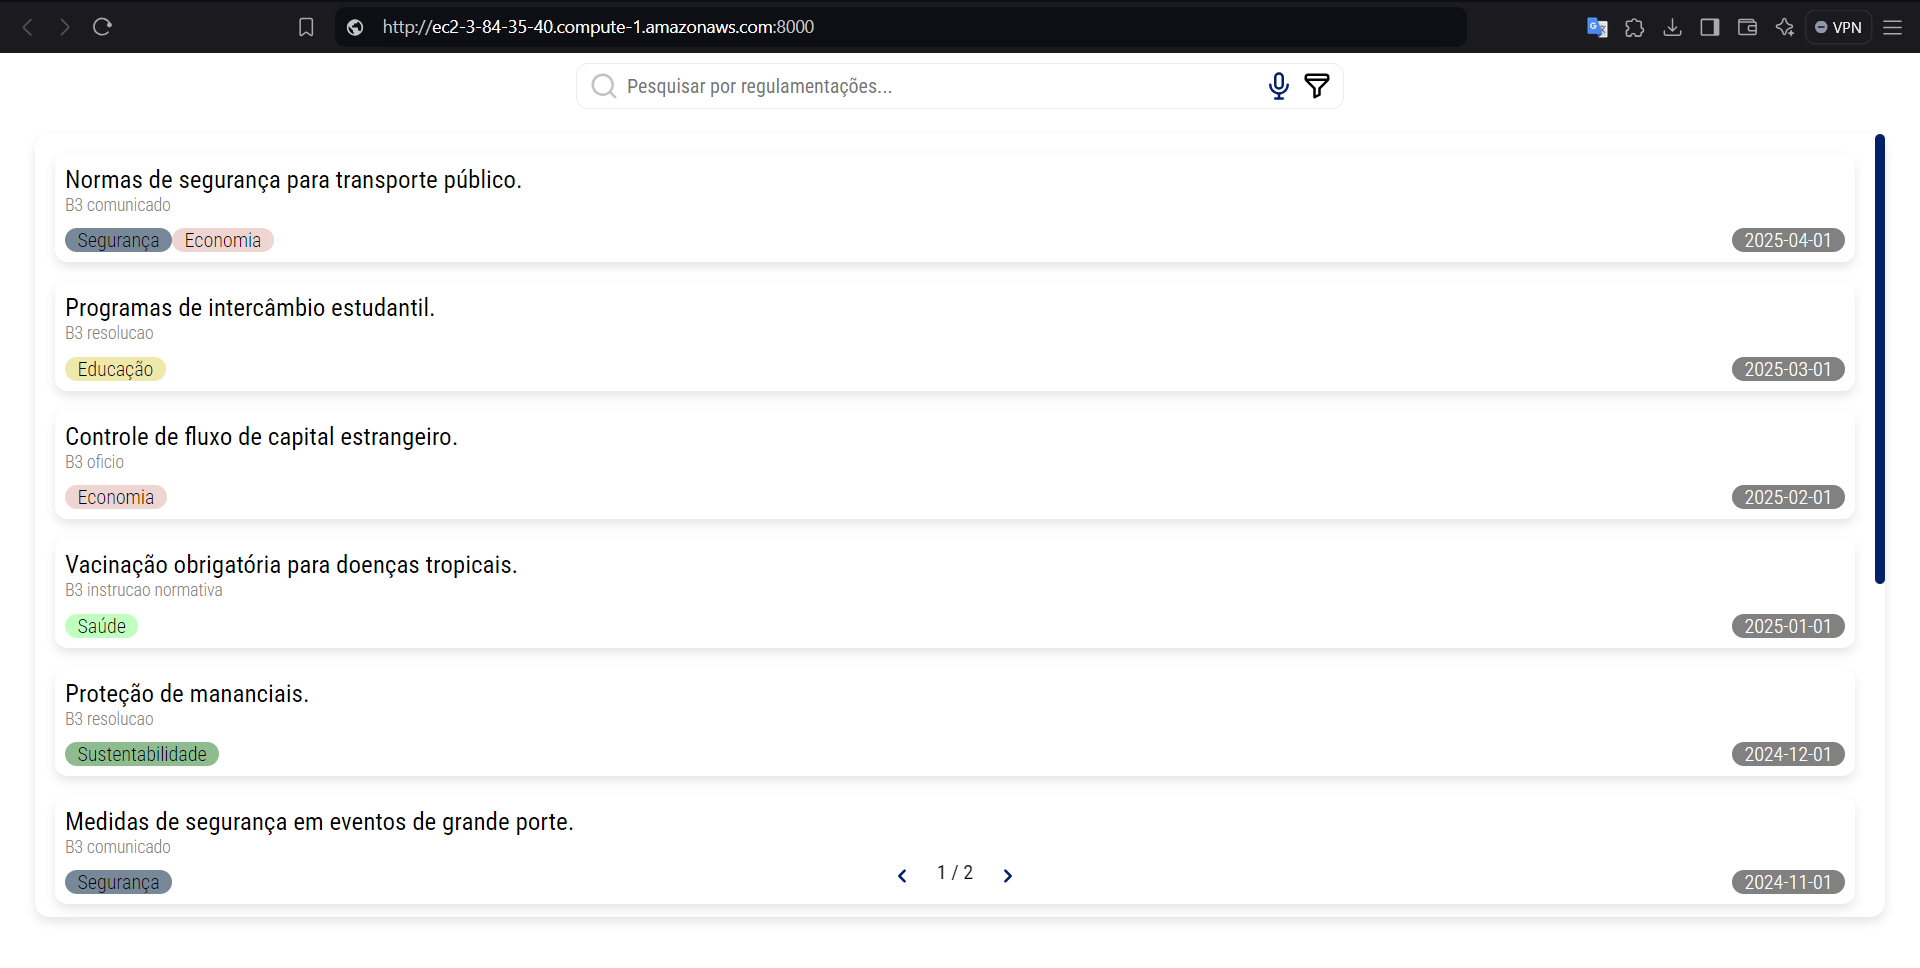 http://ec2-3-84-35-40.compute-1.amazonaws.com:8000
VPN
Pesquisar por regulamentações...
Normas de segurança para transporte público.
B3 comunicado
Segurança Economia 2025-04-01
Programas de intercâmbio estudantil.
B3 resolucao
Educação 2025-03-01
Controle de fluxo de capital estrangeiro.
B3 oficio
Economia 2025-02-01
Vacinação obrigatória para doenças tropicais.
B3 instrucao normativa
Saúde 2025-01-01
Proteção de mananciais.
B3 resolucao
Sustentabilidade 2024-12-01
Medidas de segurança em eventos de grande porte.
B3 comunicado
Segurança 1 / 2 2024-11-01